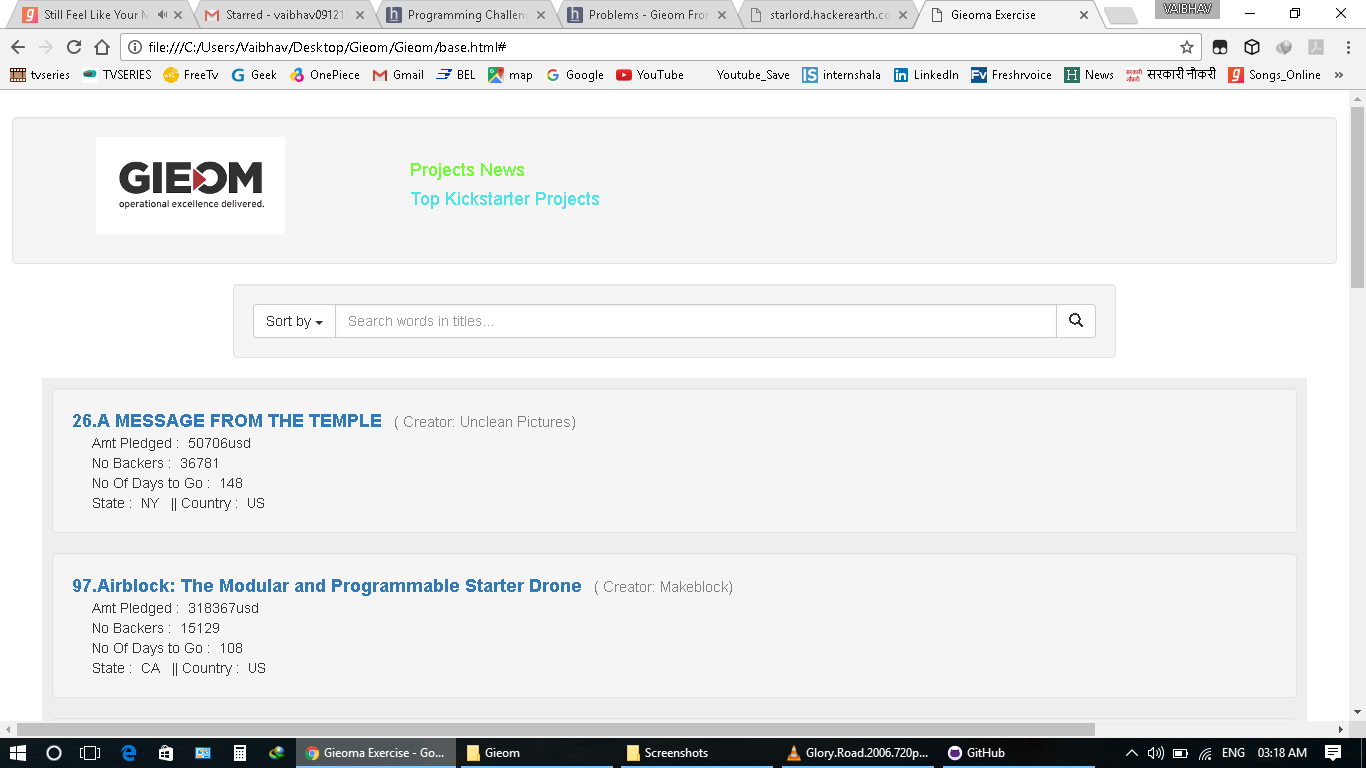 Still Feel Like Your M
Starred - vaibhav09121
Programming Challeng
Problems - Gieom Fron
starlord.hackerearth.co
Gieoma Exercise
VAIBHAV
file:///C:/Users/Vaibhav/Desktop/Gieom/Gieom/base.html#
tvseries TVSERIES FreeTv Geek OnePiece Gmail BEL map Google YouTube Youtube_Save internshala LinkedIn Freshrvoice News सरकारी नौकरी Songs_Online »
GIEOM
operational excellence delivered.
Projects News
Top Kickstarter Projects
Sort by
Search words in titles...
26.A MESSAGE FROM THE TEMPLE ( Creator: Unclean Pictures)
Amt Pledged : 50706usd
No Backers : 36781
No Of Days to Go : 148
State : NY || Country : US
97.Airblock: The Modular and Programmable Starter Drone ( Creator: Makeblock)
Amt Pledged : 318367usd
No Backers : 15129
No Of Days to Go : 108
State : CA || Country : US
Gieoma Exercise - Go...
Gieom
Screenshots
Glory.Road.2006.720p...
GitHub
ENG
03:18 AM